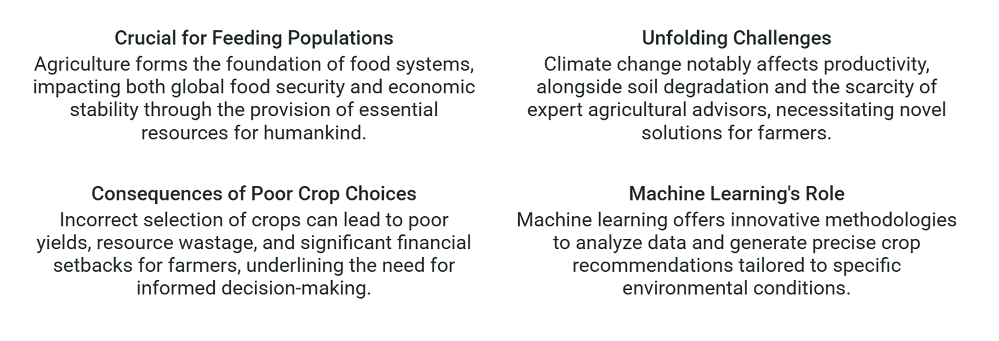 Crucial for Feeding Populations
Agriculture forms the foundation of food systems,
impacting both global food security and economic
stability through the provision of essential
resources for humankind.
Unfolding Challenges
Climate change notably affects productivity,
alongside soil degradation and the scarcity of
expert agricultural advisors, necessitating novel
solutions for farmers.
Consequences of Poor Crop Choices
Incorrect selection of crops can lead to poor
yields, resource wastage, and significant financial
setbacks for farmers, underlining the need for
informed decision-making.
Machine Learning's Role
Machine learning offers innovative methodologies
to analyze data and generate precise crop
recommendations tailored to specific
environmental conditions.